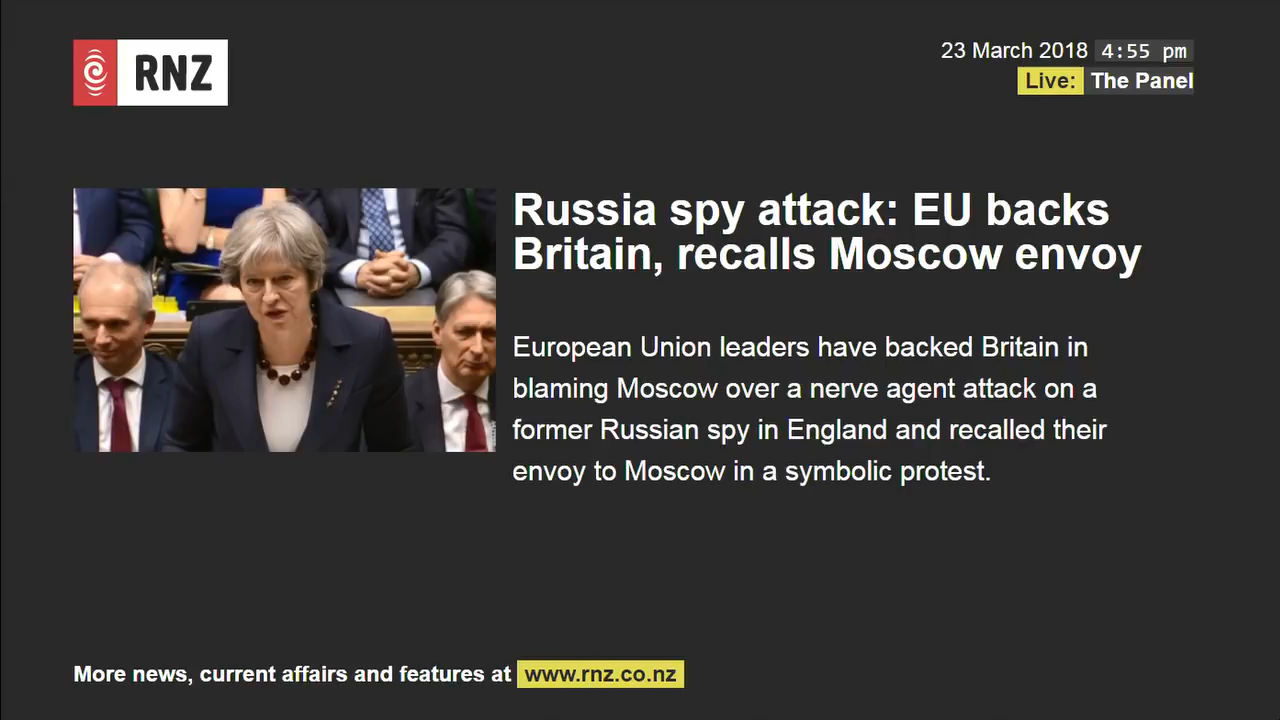 RNZ
23 March 2018 4:55 pm
Live: The Panel
Russia spy attack: EU backs
Britain, recalls Moscow envoy
European Union leaders have backed Britain in
blaming Moscow over a nerve agent attack on a
former Russian spy in England and recalled their
envoy to Moscow in a symbolic protest.
More news, current affairs and features at www.rnz.co.nz